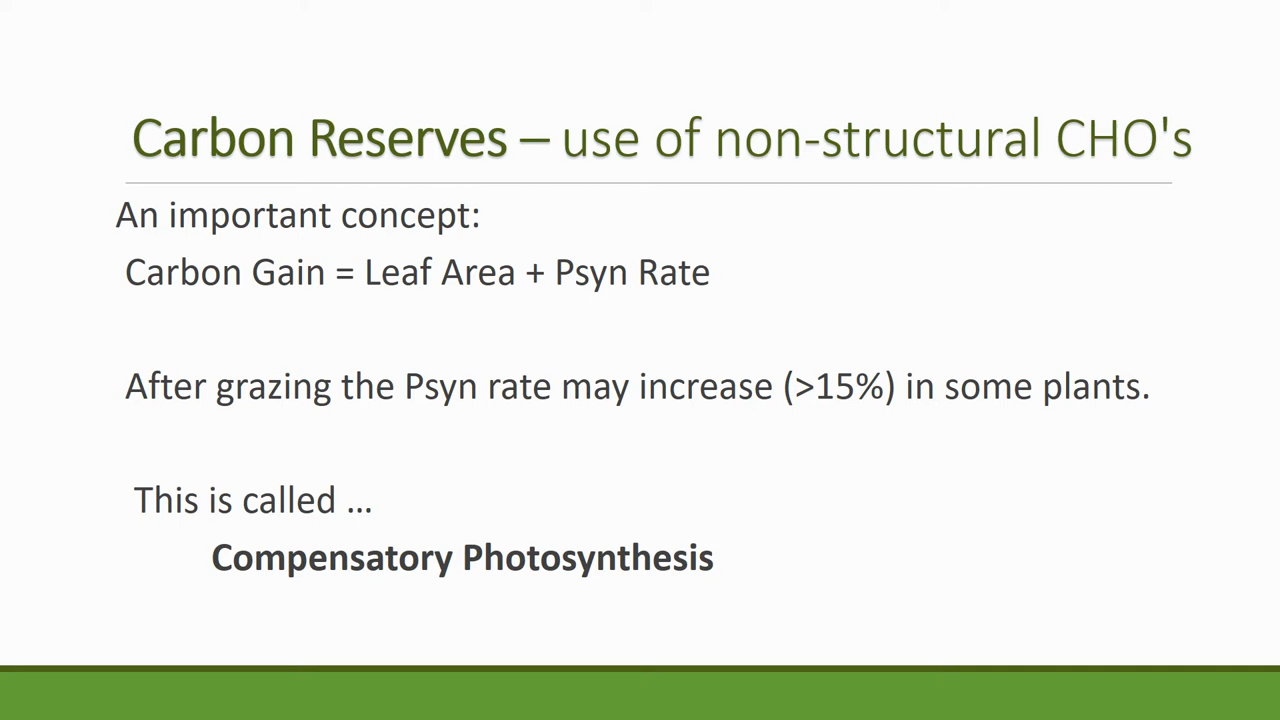 Carbon Reserves – use of non-structural CHO's
An important concept:
Carbon Gain = Leaf Area + Psyn Rate
After grazing the Psyn rate may increase (>15%) in some plants.
This is called …
Compensatory Photosynthesis